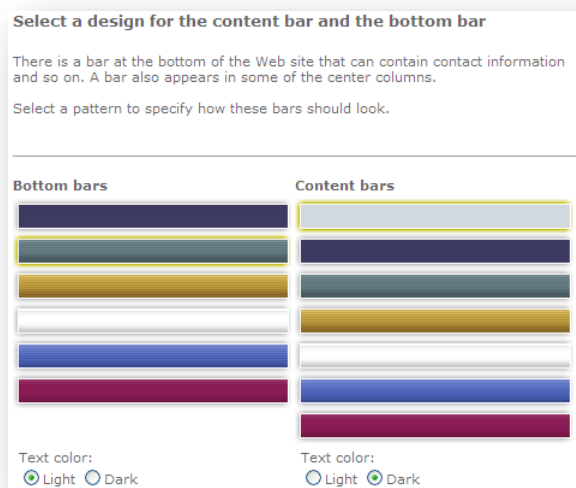 Select a design for the content bar and the bottom bar
There is a bar at the bottom of the Web site that can contain contact information
and so on. A bar also appears in some of the center columns.
Select a pattern to specify how these bars should look.
Bottom bars
Content bars
Text color:
Light Dark
Text color:
Light Dark